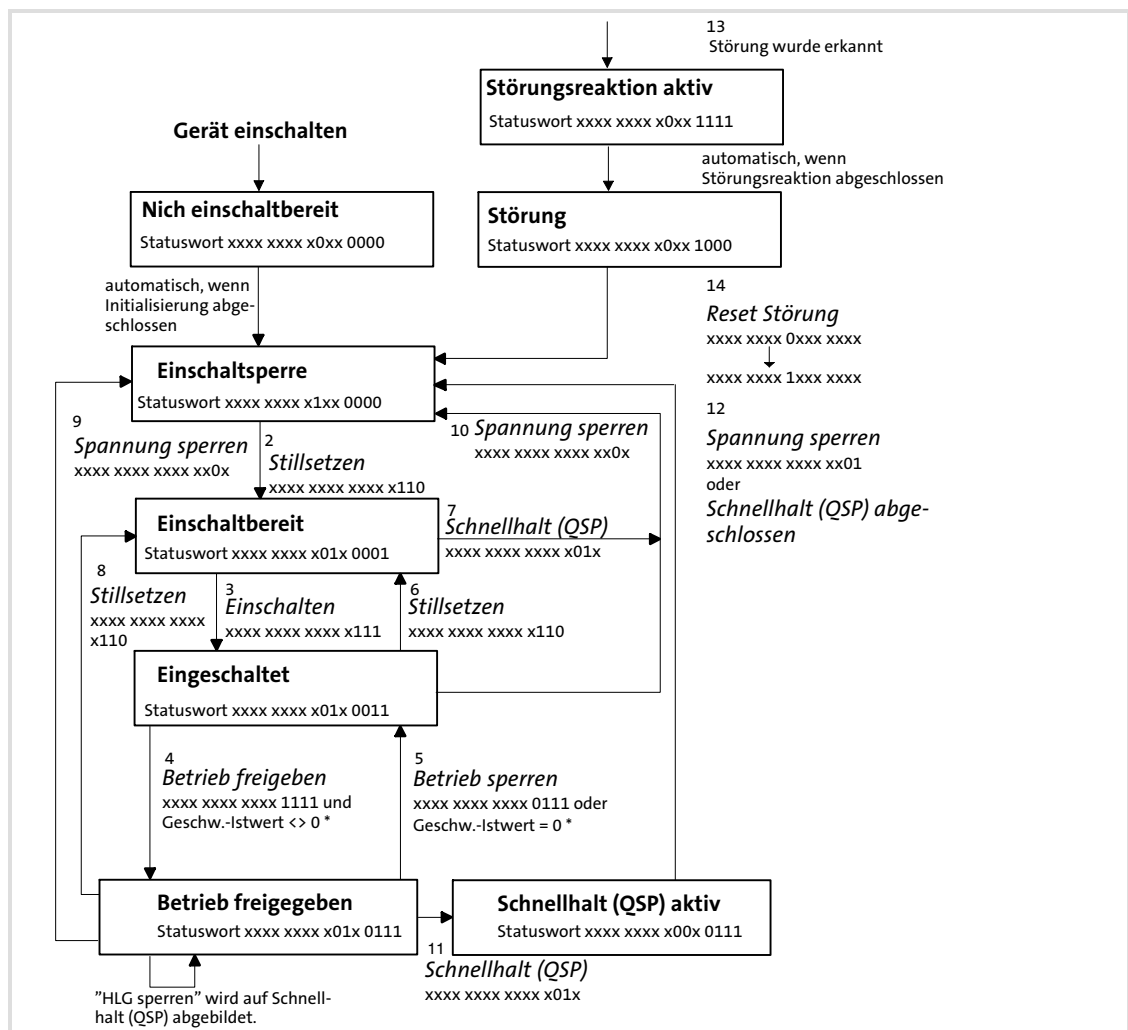 13
Störung wurde erkannt
Störungsreaktion aktiv
Statuswort xxxx xxxx x0xx 1111
Gerät einschalten
automatisch, wenn
Störungsreaktion abgeschlossen
Nich einschaltbereit
Statuswort xxxx xxxx x0xx 0000
Störung
Statuswort xxxx xxxx x0xx 1000
automatisch, wenn
Initialisierung abge-
schlossen
14
Reset Störung
xxxx xxxx 0xxx xxxx
xxxx xxxx 1xxx xxxx
Einschaltsperre
Statuswort xxxx xxxx x1xx 0000
9
Spannung sperren
xxxx xxxx xxxx xx0x
2
Stillsetzen
xxxx xxxx xxxx x110
10 Spannung sperren
xxxx xxxx xxxx xx0x
12
Spannung sperren
xxxx xxxx xxxx xx01
oder
Schnellhalt (QSP) abge-
schlossen
Einschaltbereit
Statuswort xxxx xxxx x01x 0001
7
Schnellhalt (QSP)
xxxx xxxx xxxx x01x
8
Stillsetzen
xxxx xxxx xxxx
x110
3
Einschalten
xxxx xxxx xxxx x111
6
Stillsetzen
xxxx xxxx xxxx x110
Eingeschaltet
Statuswort xxxx xxxx x01x 0011
4
Betrieb freigeben
xxxx xxxx xxxx 1111 und
Geschw.-Istwert <> 0 *
5
Betrieb sperren
xxxx xxxx xxxx 0111 oder
Geschw.-Istwert = 0 *
Betrieb freigegeben
Statuswort xxxx xxxx x01x 0111
Schnellhalt (QSP) aktiv
Statuswort xxxx xxxx x00x 0111
11
Schnellhalt (QSP)
xxxx xxxx xxxx x01x
"HLG sperren" wird auf Schnell-
halt (QSP) abgebildet.